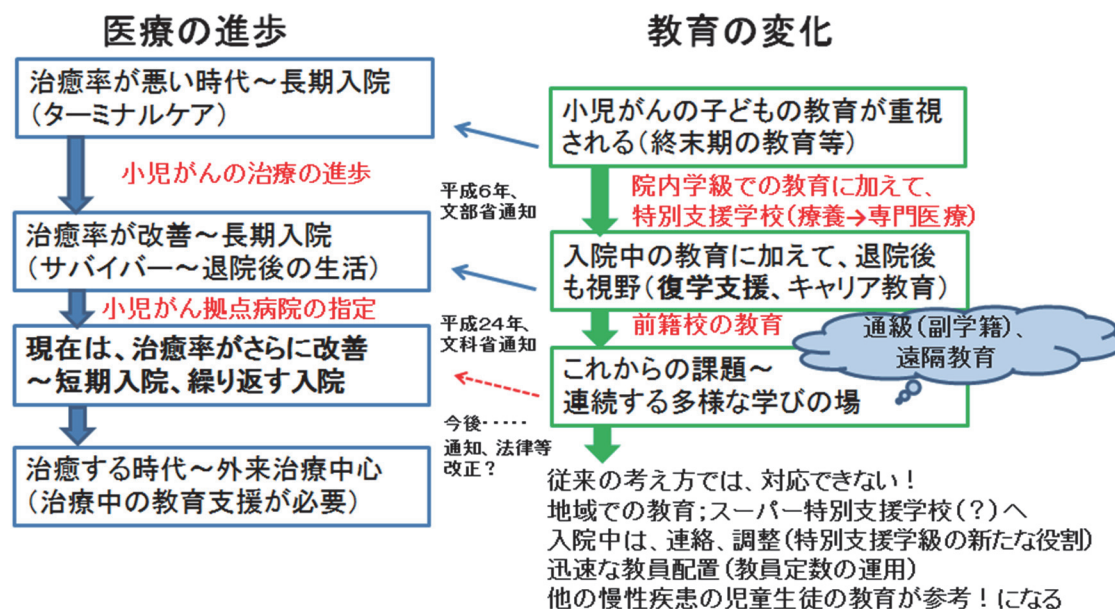 医療の進歩
治癒率が悪い時代～長期入院
(ターミナルケア)
小児がんの治療の進歩
治癒率が改善～長期入院
(サバイバー～退院後の生活)
小児がん拠点病院の指定
現在は、治癒率がさらに改善
～短期入院、繰り返す入院
治癒する時代～外来治療中心
(治療中の教育支援が必要)
平成6年、
文部省通知
平成24年、
文科省通知
今後‥‥‥
通知、法律等
改正？
教育の変化
小児がんの子どもの教育が重視
される(終末期の教育等)
院内学級での教育に加えて、
特別支援学校(療養→専門医療)
入院中の教育に加えて、退院後
も視野(復学支援、キャリア教育)
前籍校の教育
通級(副学籍)、
遠隔教育
これからの課題～
連続する多様な学びの場
従来の考え方では、対応できない！
地域での教育;スーパー特別支援学校(？)へ
入院中は、連絡、調整(特別支援学級の新たな役割)
迅速な教員配置(教員定数の運用)
他の慢性疾患の児童生徒の教育が参考！になる